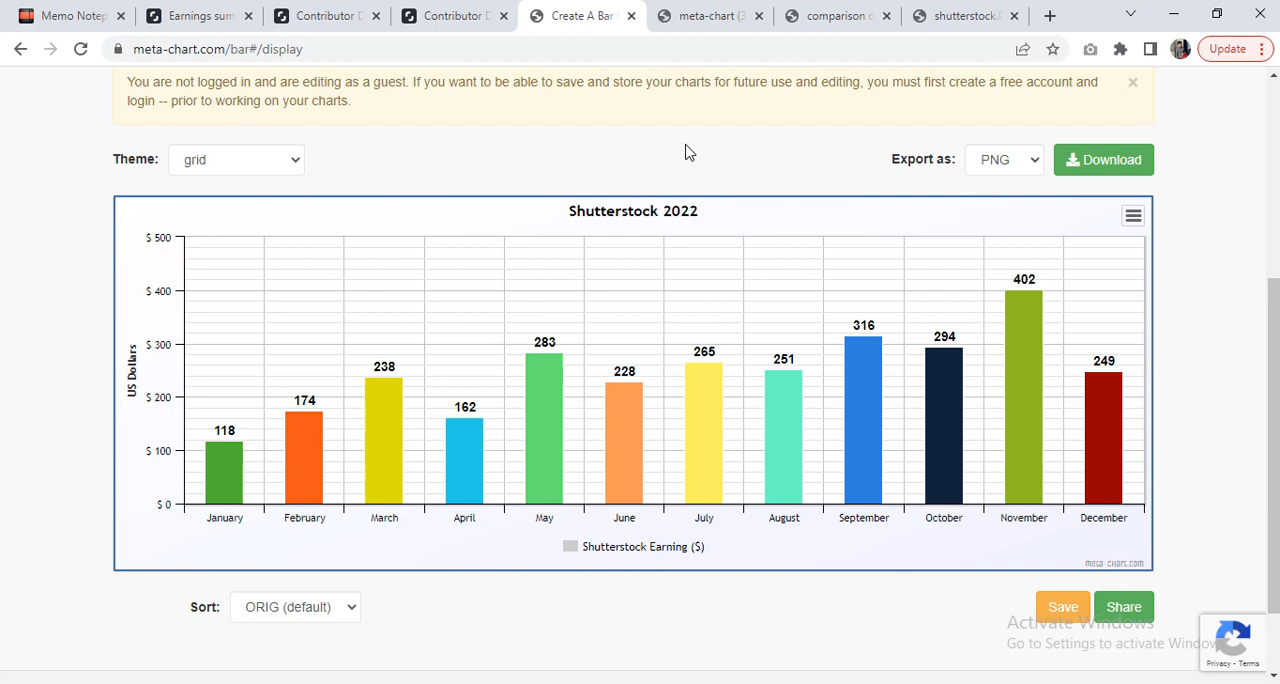 Memo Notep
Earnings sum
Contributor D
Contributor D
Create A Bar
meta-chart (3
comparison o
shutterstock.
meta-chart.com/bar#/display
Update
You are not logged in and are editing as a guest. If you want to be able to save and store your charts for future use and editing, you must first create a free account and
login -- prior to working on your charts.
Theme: grid
Export as: PNG Download
Shutterstock 2022
$ 500
$ 400
$ 300
$ 200
$ 100
$ 0
US Dollars
118
174
238
162
283
228
265
251
316
294
402
249
January February March April May June July August September October November December
Shutterstock Earning ($)
meta-chart.com
Sort: ORIG (default)
Save Share
Activate Windows
Go to Settings to activate Window
Privacy - Terms